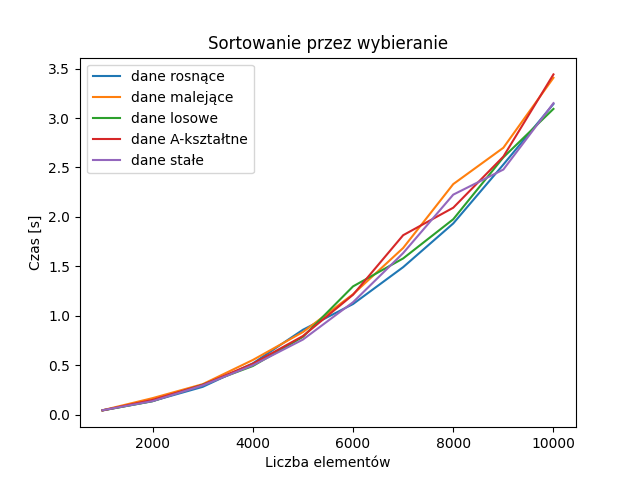 Sortowanie przez wybieranie
dane rosnące
dane malejące
dane losowe
dane A-kształtne
dane stałe
3.5
3.0
2.5
2.0
1.5
1.0
0.5
0.0
Czas [s]
2000 4000 6000 8000 10000
Liczba elementów